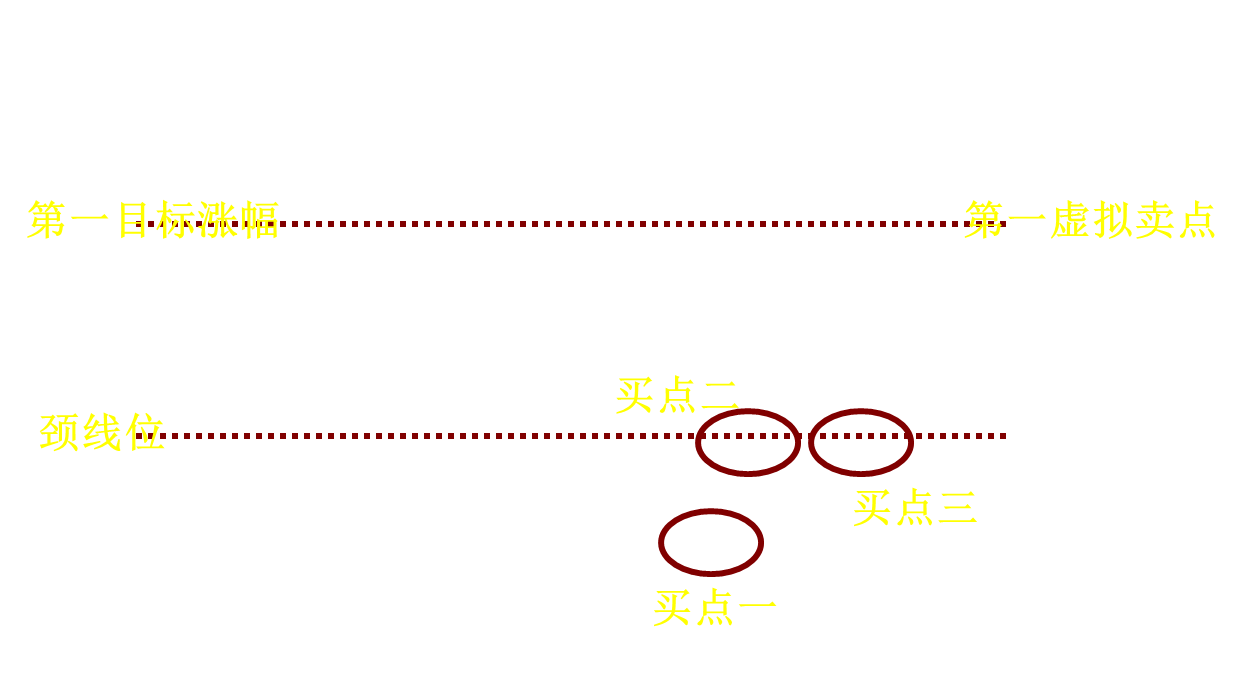 第一目标涨幅
第一虚拟卖点
买点二
颈线位
买点三
买点一